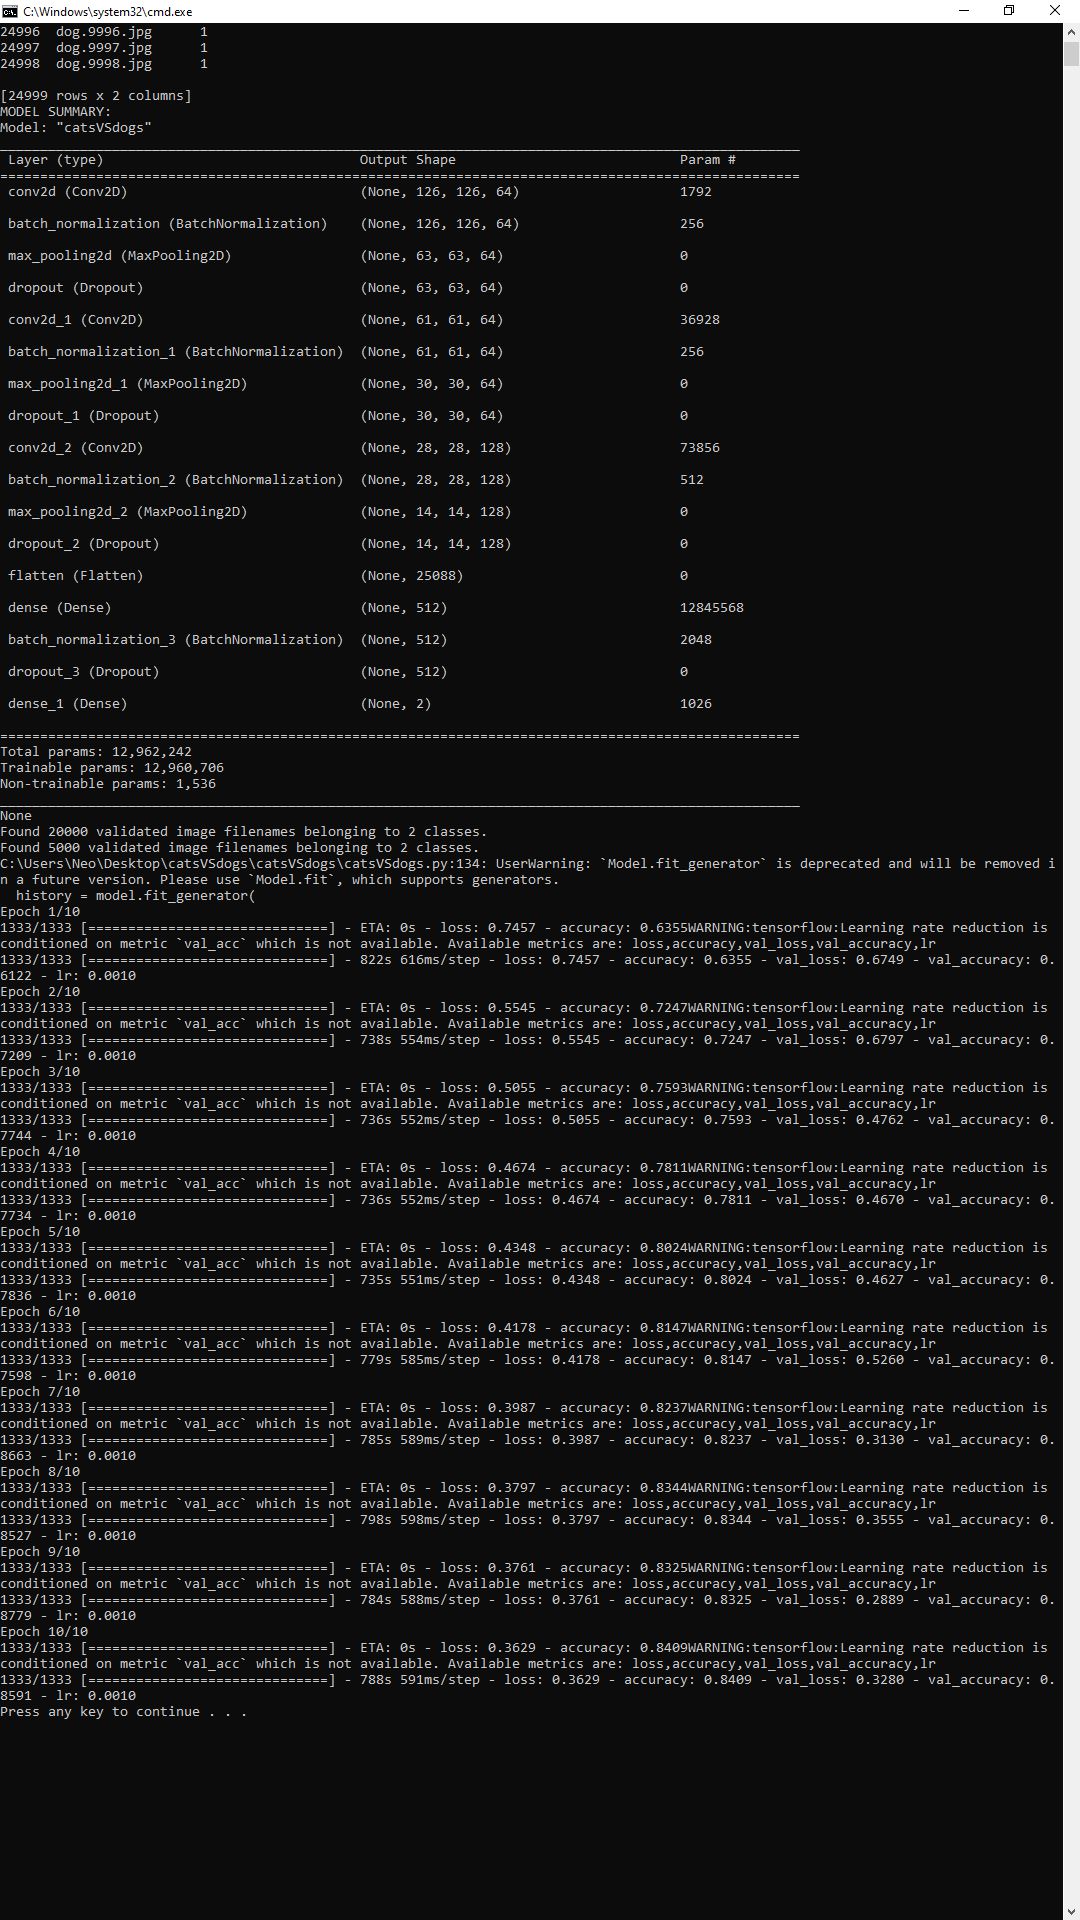 C:\Windows\system32\cmd.exe
24996  dog.9996.jpg      1
24997  dog.9997.jpg      1
24998  dog.9998.jpg      1
[24999 rows x 2 columns]
MODEL SUMMARY:
Model: "catsVSdogs"
_________________________________________________________________
Layer (type)                                Output Shape                            Param #
=================================================================
conv2d (Conv2D)                             (None, 126, 126, 64)                    1792
batch_normalization (BatchNormalization)    (None, 126, 126, 64)                    256
max_pooling2d (MaxPooling2D)                (None, 63, 63, 64)                      0
dropout (Dropout)                           (None, 63, 63, 64)                      0
conv2d_1 (Conv2D)                           (None, 61, 61, 64)                      36928
batch_normalization_1 (BatchNormalization)  (None, 61, 61, 64)                      256
max_pooling2d_1 (MaxPooling2D)              (None, 30, 30, 64)                      0
dropout_1 (Dropout)                         (None, 30, 30, 64)                      0
conv2d_2 (Conv2D)                           (None, 28, 28, 128)                     73856
batch_normalization_2 (BatchNormalization)  (None, 28, 28, 128)                     512
max_pooling2d_2 (MaxPooling2D)              (None, 14, 14, 128)                     0
dropout_2 (Dropout)                         (None, 14, 14, 128)                     0
flatten (Flatten)                           (None, 25088)                           0
dense (Dense)                               (None, 512)                             12845568
batch_normalization_3 (BatchNormalization)  (None, 512)                             2048
dropout_3 (Dropout)                         (None, 512)                             0
dense_1 (Dense)                             (None, 2)                               1026
=================================================================
Total params: 12,962,242
Trainable params: 12,960,706
Non-trainable params: 1,536
_________________________________________________________________
None
Found 20000 validated image filenames belonging to 2 classes.
Found 5000 validated image filenames belonging to 2 classes.
C:\Users\Neo\Desktop\catsVSdogs\catsVSdogs\catsVSdogs.py:134: UserWarning: `Model.fit_generator` is deprecated and will be removed i
n a future version. Please use `Model.fit`, which supports generators.
  history = model.fit_generator(
Epoch 1/10
1333/1333 [==============================] - ETA: 0s - loss: 0.7457 - accuracy: 0.6355WARNING:tensorflow:Learning rate reduction is
conditioned on metric `val_acc` which is not available. Available metrics are: loss,accuracy,val_loss,val_accuracy,lr
1333/1333 [==============================] - 822s 616ms/step - loss: 0.7457 - accuracy: 0.6355 - val_loss: 0.6749 - val_accuracy: 0.
6122 - lr: 0.0010
Epoch 2/10
1333/1333 [==============================] - ETA: 0s - loss: 0.5545 - accuracy: 0.7247WARNING:tensorflow:Learning rate reduction is
conditioned on metric `val_acc` which is not available. Available metrics are: loss,accuracy,val_loss,val_accuracy,lr
1333/1333 [==============================] - 738s 554ms/step - loss: 0.5545 - accuracy: 0.7247 - val_loss: 0.6797 - val_accuracy: 0.
7209 - lr: 0.0010
Epoch 3/10
1333/1333 [==============================] - ETA: 0s - loss: 0.5055 - accuracy: 0.7593WARNING:tensorflow:Learning rate reduction is
conditioned on metric `val_acc` which is not available. Available metrics are: loss,accuracy,val_loss,val_accuracy,lr
1333/1333 [==============================] - 736s 552ms/step - loss: 0.5055 - accuracy: 0.7593 - val_loss: 0.4762 - val_accuracy: 0.
7744 - lr: 0.0010
Epoch 4/10
1333/1333 [==============================] - ETA: 0s - loss: 0.4674 - accuracy: 0.7811WARNING:tensorflow:Learning rate reduction is
conditioned on metric `val_acc` which is not available. Available metrics are: loss,accuracy,val_loss,val_accuracy,lr
1333/1333 [==============================] - 736s 552ms/step - loss: 0.4674 - accuracy: 0.7811 - val_loss: 0.4670 - val_accuracy: 0.
7734 - lr: 0.0010
Epoch 5/10
1333/1333 [==============================] - ETA: 0s - loss: 0.4348 - accuracy: 0.8024WARNING:tensorflow:Learning rate reduction is
conditioned on metric `val_acc` which is not available. Available metrics are: loss,accuracy,val_loss,val_accuracy,lr
1333/1333 [==============================] - 735s 551ms/step - loss: 0.4348 - accuracy: 0.8024 - val_loss: 0.4627 - val_accuracy: 0.
7836 - lr: 0.0010
Epoch 6/10
1333/1333 [==============================] - ETA: 0s - loss: 0.4178 - accuracy: 0.8147WARNING:tensorflow:Learning rate reduction is
conditioned on metric `val_acc` which is not available. Available metrics are: loss,accuracy,val_loss,val_accuracy,lr
1333/1333 [==============================] - 779s 585ms/step - loss: 0.4178 - accuracy: 0.8147 - val_loss: 0.5260 - val_accuracy: 0.
7598 - lr: 0.0010
Epoch 7/10
1333/1333 [==============================] - ETA: 0s - loss: 0.3987 - accuracy: 0.8237WARNING:tensorflow:Learning rate reduction is
conditioned on metric `val_acc` which is not available. Available metrics are: loss,accuracy,val_loss,val_accuracy,lr
1333/1333 [==============================] - 785s 589ms/step - loss: 0.3987 - accuracy: 0.8237 - val_loss: 0.3130 - val_accuracy: 0.
8663 - lr: 0.0010
Epoch 8/10
1333/1333 [==============================] - ETA: 0s - loss: 0.3797 - accuracy: 0.8344WARNING:tensorflow:Learning rate reduction is
conditioned on metric `val_acc` which is not available. Available metrics are: loss,accuracy,val_loss,val_accuracy,lr
1333/1333 [==============================] - 798s 598ms/step - loss: 0.3797 - accuracy: 0.8344 - val_loss: 0.3555 - val_accuracy: 0.
8527 - lr: 0.0010
Epoch 9/10
1333/1333 [==============================] - ETA: 0s - loss: 0.3761 - accuracy: 0.8325WARNING:tensorflow:Learning rate reduction is
conditioned on metric `val_acc` which is not available. Available metrics are: loss,accuracy,val_loss,val_accuracy,lr
1333/1333 [==============================] - 784s 588ms/step - loss: 0.3761 - accuracy: 0.8325 - val_loss: 0.2889 - val_accuracy: 0.
8779 - lr: 0.0010
Epoch 10/10
1333/1333 [==============================] - ETA: 0s - loss: 0.3629 - accuracy: 0.8409WARNING:tensorflow:Learning rate reduction is
conditioned on metric `val_acc` which is not available. Available metrics are: loss,accuracy,val_loss,val_accuracy,lr
1333/1333 [==============================] - 788s 591ms/step - loss: 0.3629 - accuracy: 0.8409 - val_loss: 0.3280 - val_accuracy: 0.
8591 - lr: 0.0010
Press any key to continue . . .